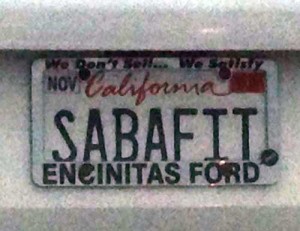 We Don't Sell... We Satisfy
NOV California
SABAFIT
ENCINITAS FORD